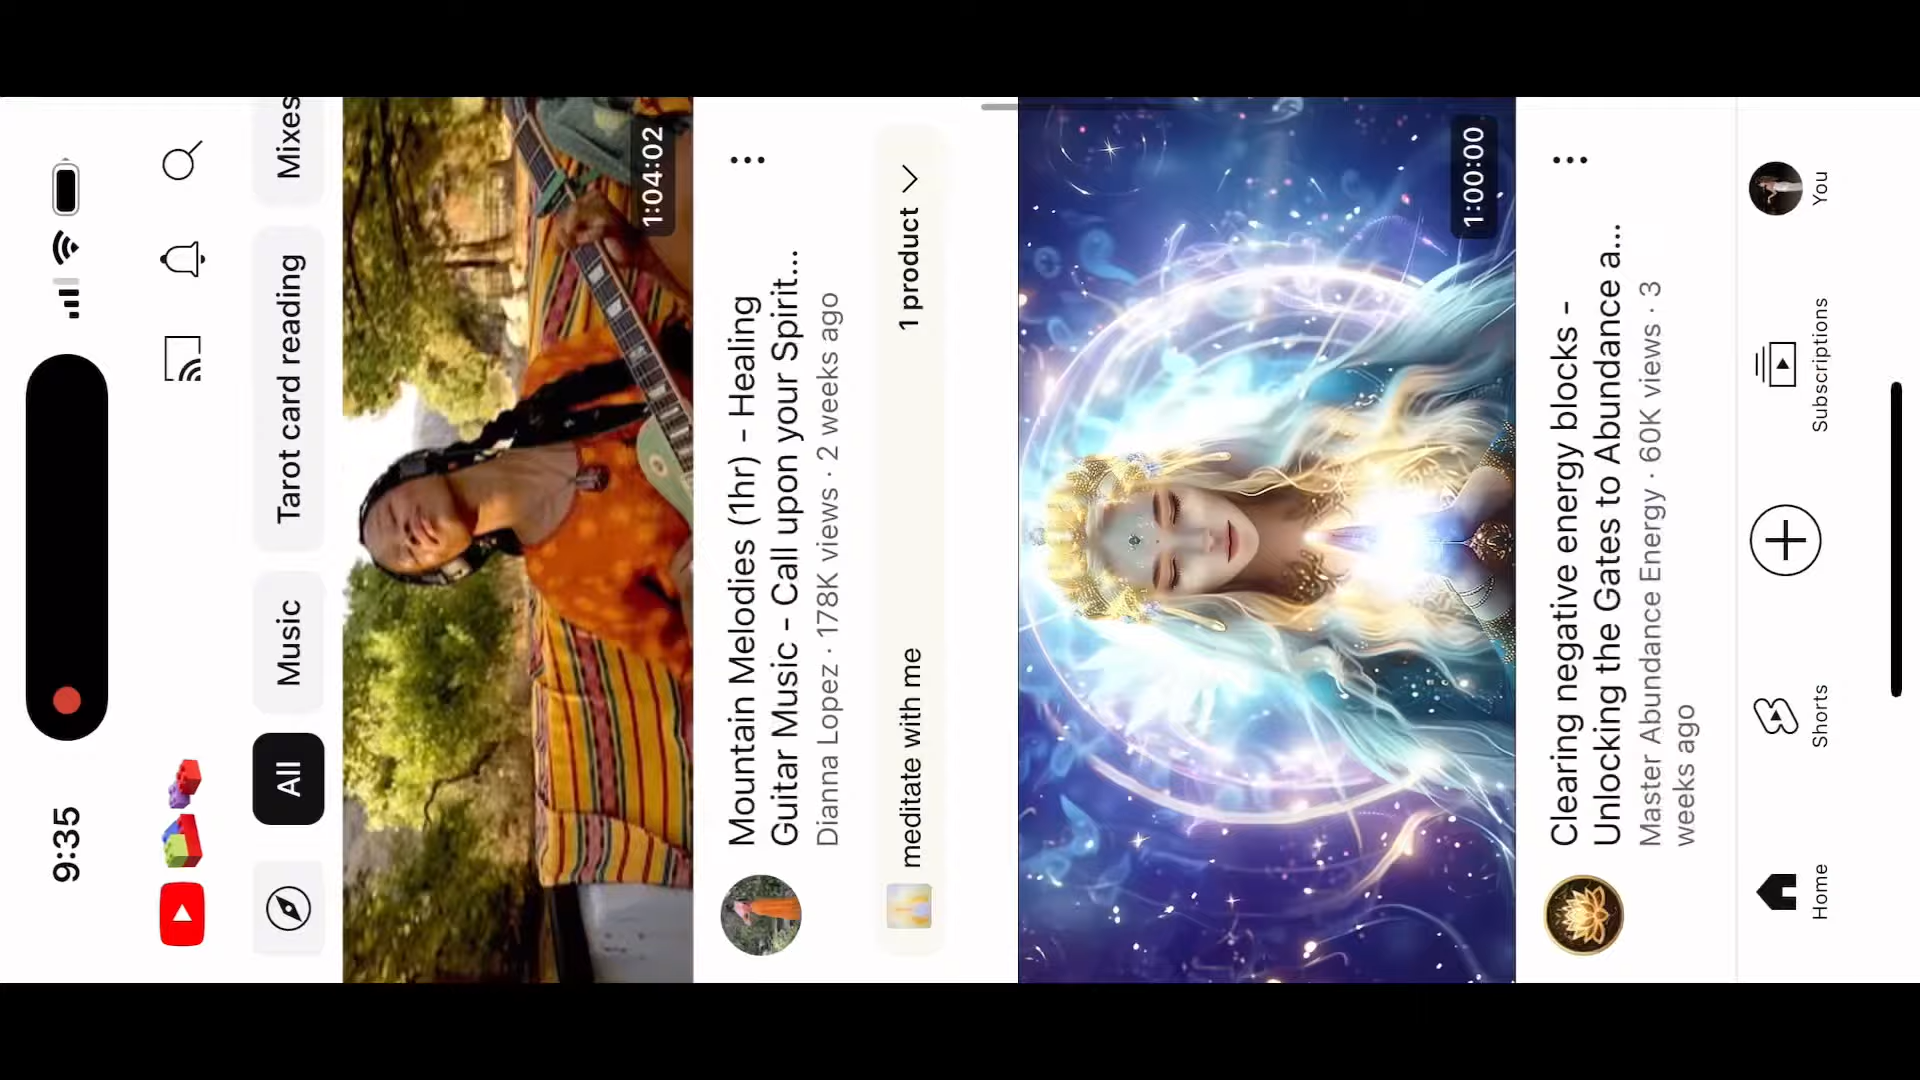 9:35
All
Music
Tarot card reading
Mixes
1:04:02
Mountain Melodies (1hr) - Healing
Guitar Music - Call upon your Spirit...
Dianna Lopez · 178K views · 2 weeks ago
meditate with me
1 product
1:00:00
Clearing negative energy blocks -
Unlocking the Gates to Abundance a...
Master Abundance Energy · 60K views · 3
weeks ago
Home
Shorts
Subscriptions
You